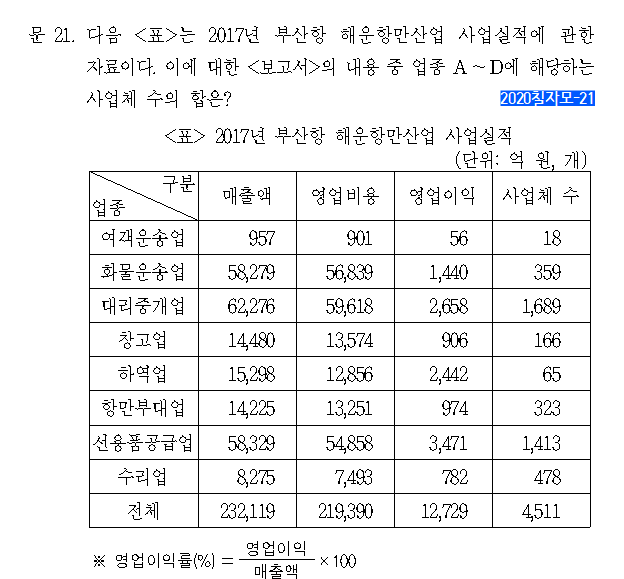 문 21. 다음 <표>는 2017년 부산항 해운항만산업 사업실적에 관한
자료이다. 이에 대한 <보고서>의 내용 중 업종 A~D에 해당하는
사업체 수의 합은?
2020칠자모-21
<표> 2017년 부산항 해운항만산업 사업실적
(단위: 억 원, 개)
구분 업종 매출액 영업비용 영업이익 사업체 수
여객운송업 957 901 56 18
화물운송업 58,279 56,839 1,440 359
대리중개업 62,276 59,618 2,658 1,689
창고업 14,480 13,574 906 166
하역업 15,298 12,856 2,442 65
항만부대업 14,225 13,251 974 323
선용품공급업 58,329 54,858 3,471 1,413
수리업 8,275 7,493 782 478
전체 232,119 219,390 12,729 4,511
※ 영업이익률(%) = 영업이익 / 매출액 × 100